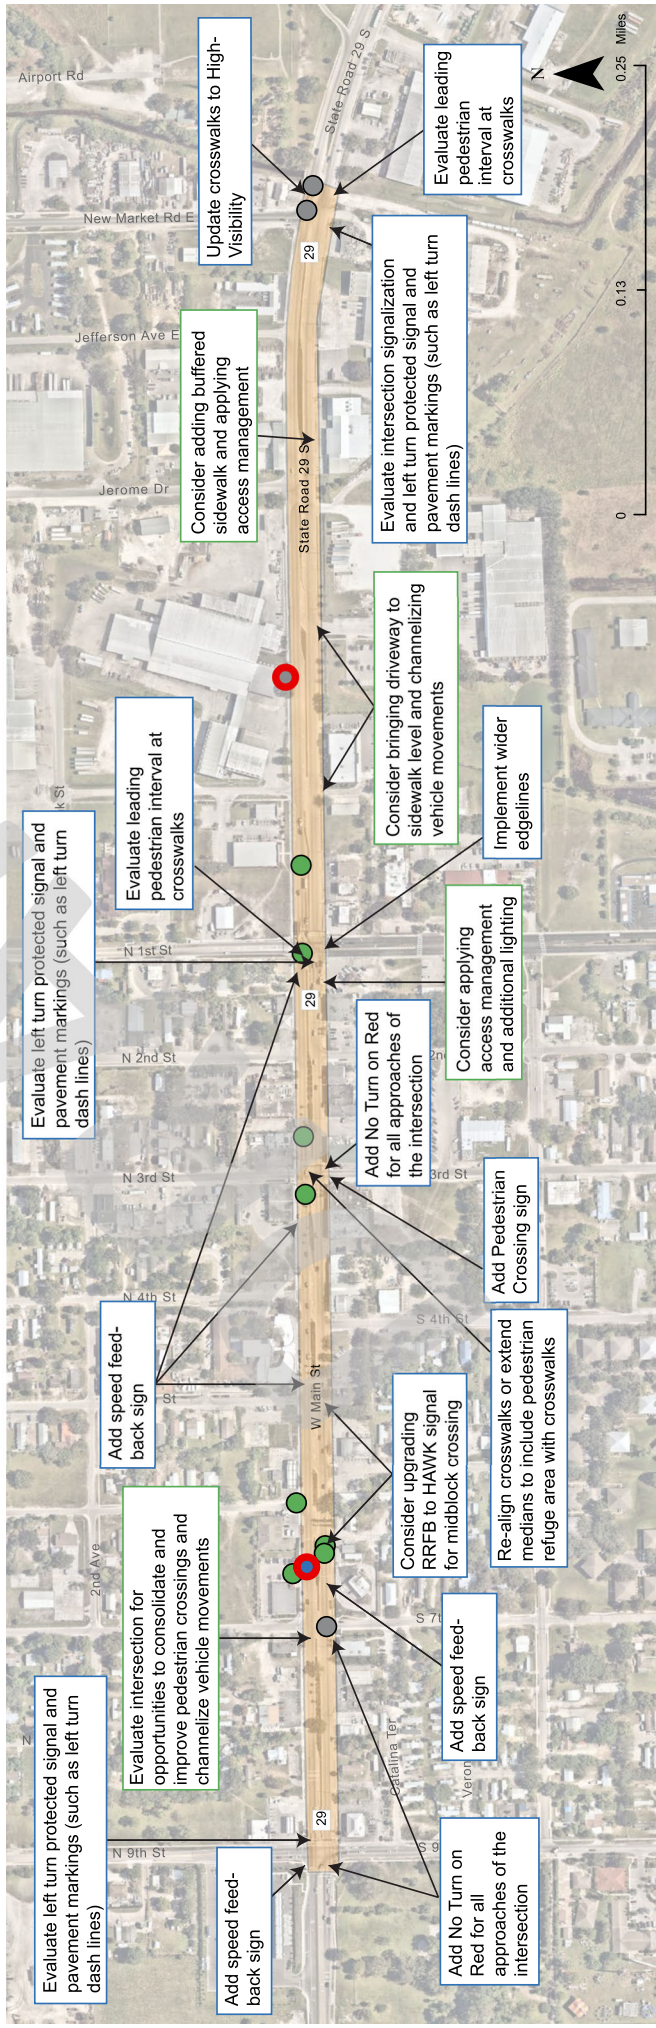 Evaluate left turn protected signal and
pavement markings (such as left turn
dash lines)
Add speed feed-
back sign
Evaluate intersection for
opportunities to consolidate and
improve pedestrian crossings and
channelize vehicle movements
Add speed feed-
back sign
Evaluate left turn protected signal and
pavement markings (such as left turn
dash lines)
Evaluate leading
pedestrian interval at
crosswalks
Consider adding buffered
sidewalk and applying
access management
Update crosswalks to High-
Visibility
Add No Turn on
Red for all
approaches of the
intersection
Add speed feed-
back sign
Consider upgrading
RRFB to HAWK signal
for midblock crossing
Re-align crosswalks or extend
medians to include pedestrian
refuge area with crosswalks
Add Pedestrian
Crossing sign
Add No Turn on Red
for all approaches of
the intersection
Consider applying
access management
and additional lighting
Implement wider
edgelines
Consider bringing driveway to
sidewalk level and channelizing
vehicle movements
Evaluate intersection signalization
and left turn protected signal and
pavement markings (such as left turn
dash lines)
Evaluate leading
pedestrian
interval at
crosswalks
N 9th St
2nd Ave
N 4th St
N 3rd St
N 2nd St
N 1st St
k St
Jerome Dr
Jefferson Ave E
New Market Rd E
Airport Rd
State Road 29 S
State Road 29 S
W Main St
29
29
29
S 9
Catalina Ter
Veron
S 7t
S 4th St
3rd St
2n
N
N
0
0.13
0.25
Miles